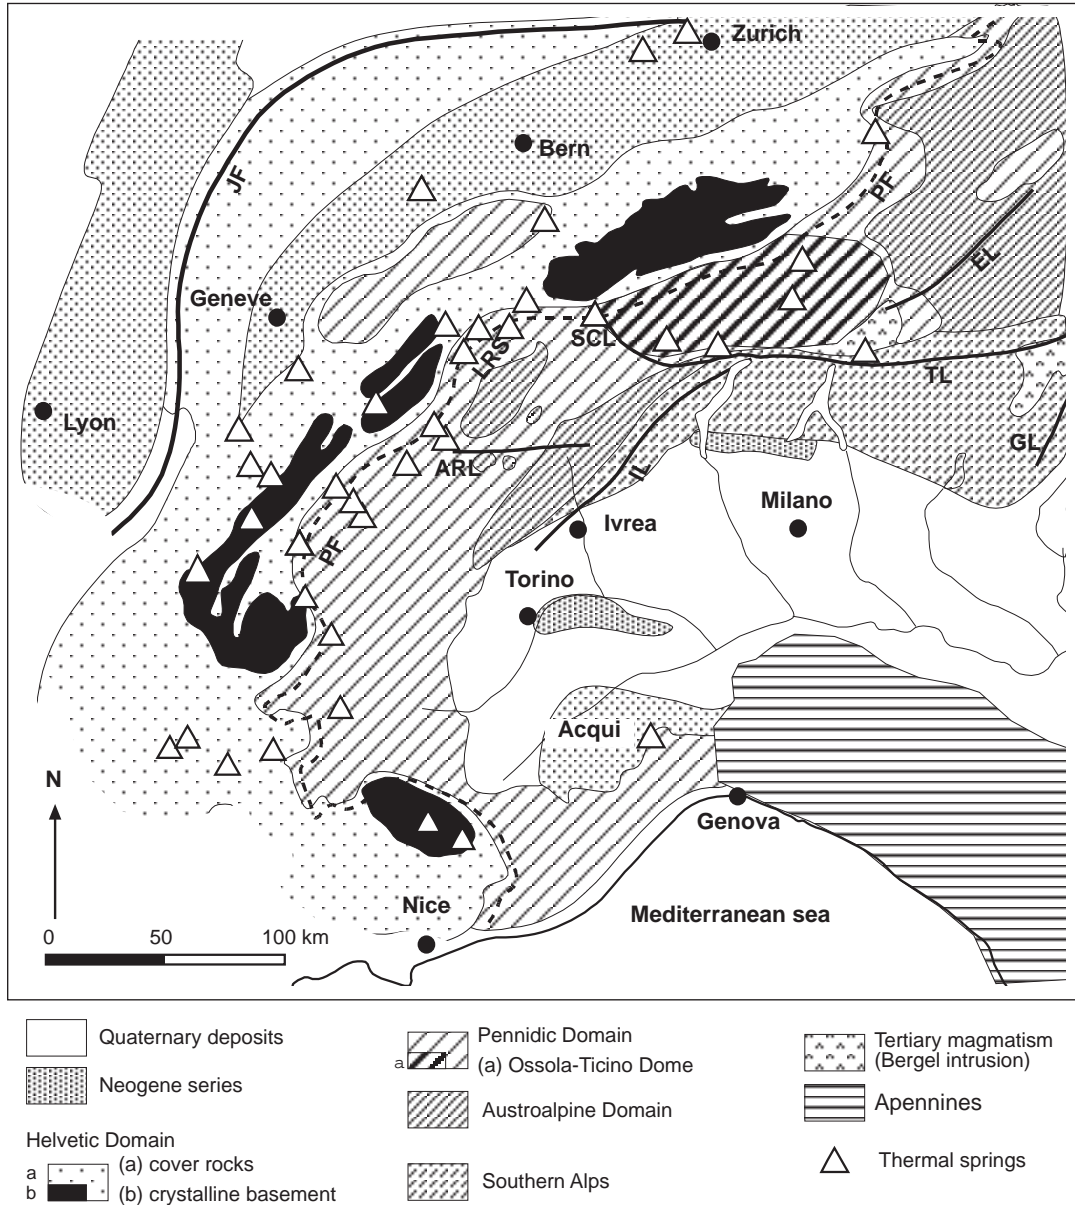 Zurich
JF
Bern
PF
EL
Geneve
SCL
LRS
TL
Lyon
GL
ARL
IL
Milano
Ivrea
PF
Torino
Acqui
N
Genova
Nice
Mediterranean sea
0 50 100 km
Quaternary deposits
Neogene series
Helvetic Domain
a (a) cover rocks
b (b) crystalline basement
Pennidic Domain
a (a) Ossola-Ticino Dome
Austroalpine Domain
Southern Alps
Tertiary magmatism
(Bergel intrusion)
Apennines
Thermal springs